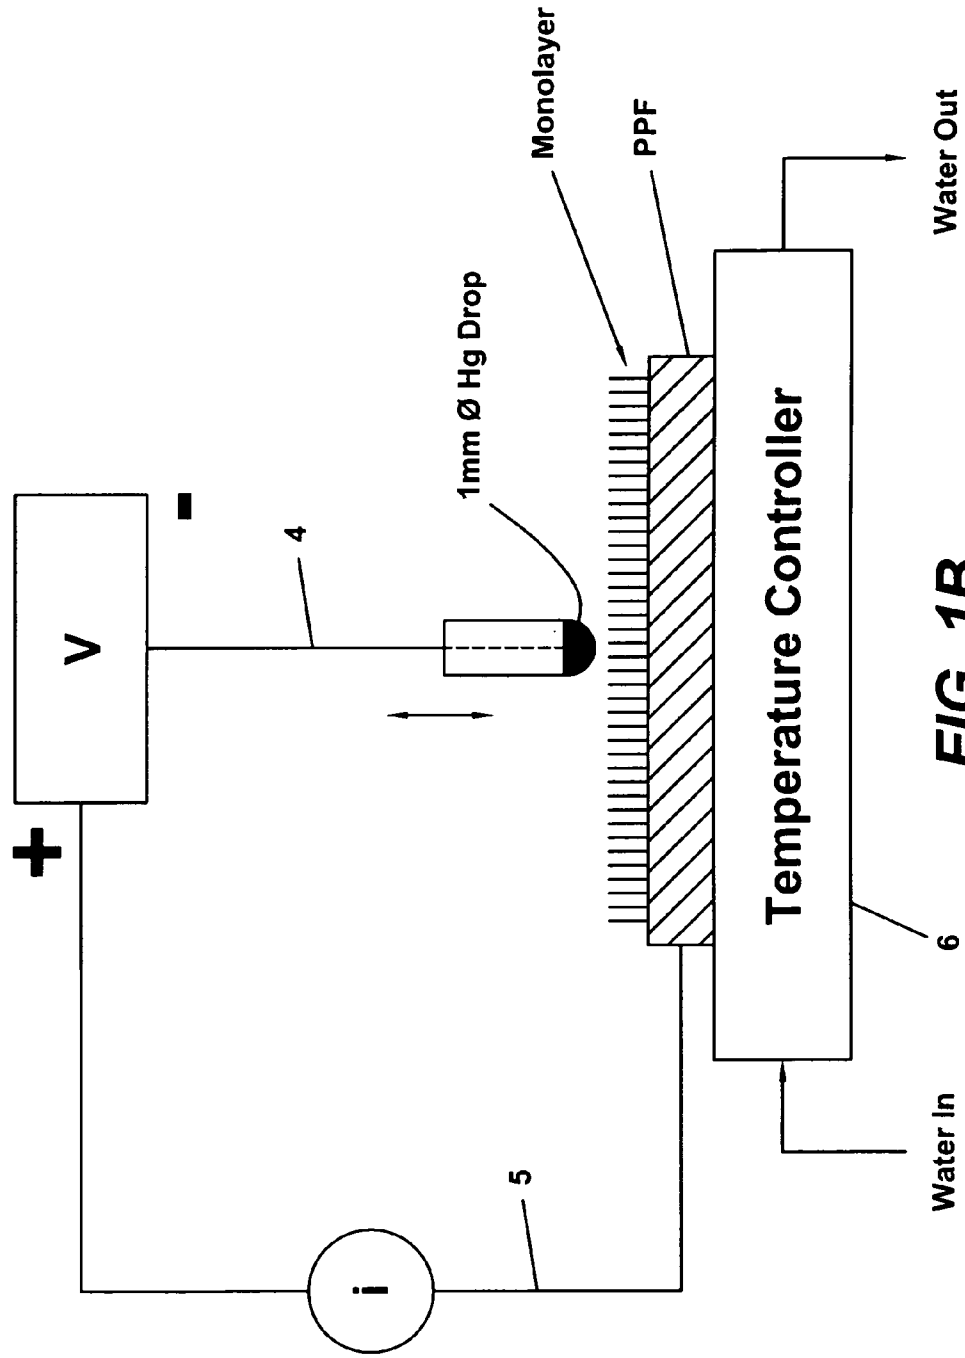 +
V
-
4
i
5
1mm Ø Hg Drop
Monolayer
PPF
Temperature Controller
Water In
6
Water Out
FIG. 1B